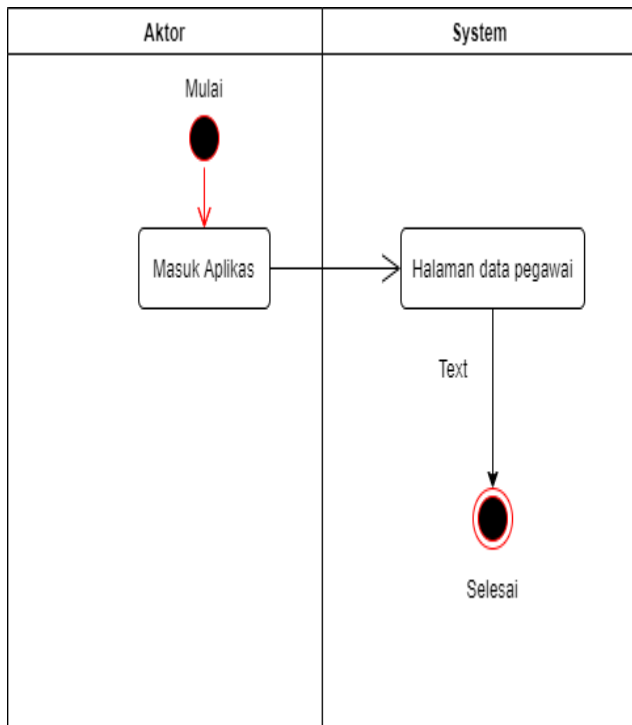 Aktor
System
Mulai
Masuk Aplikas
Halaman data pegawai
Text
Selesai